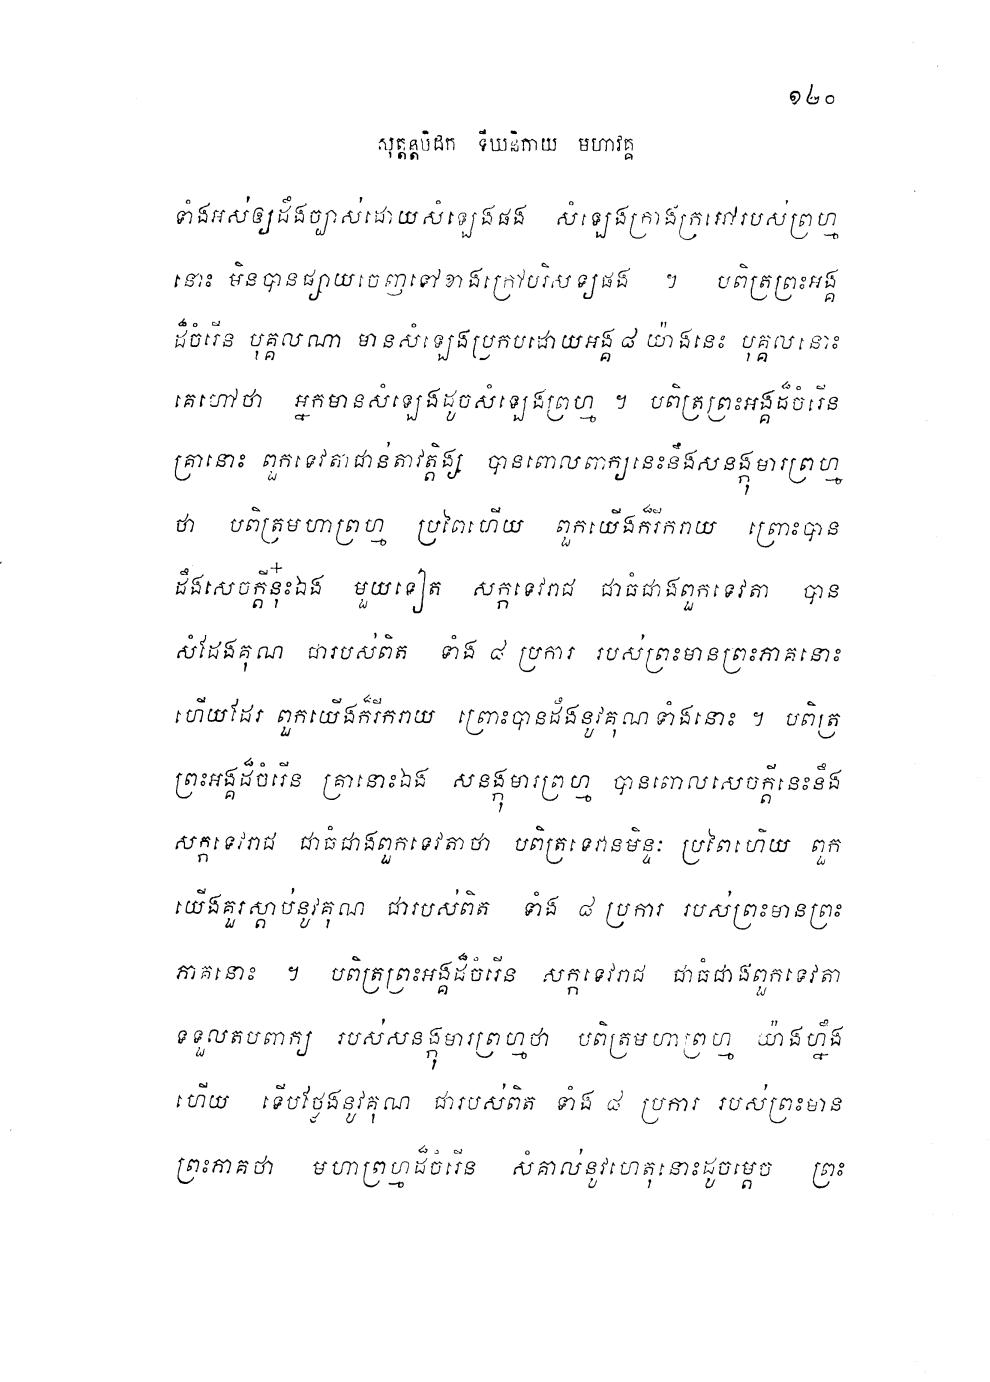 ១៤០
សុត្តន្តបិដក ទីឃនិកាយ មហាវគ្គ
ទាំងអស់ឲ្យដឹងច្បាស់ដោយសំឡេងផង សំឡេងក្រាងក្រពៅរបស់ព្រហ្ម
នោះ មិនបានផ្សាយចេញទៅខាងក្រៅបរិសទ្យផង ។ បពិត្រព្រះអង្គ
ដ៏ចំរើន បុគ្គលណា មានសំឡេងប្រកបដោយអង្គ ៨ យ៉ាងនេះ បុគ្គលនោះ
គេហៅថា អ្នកមានសំឡេងដូចសំឡេងព្រហ្ម ។ បពិត្រព្រះអង្គដ៏ចំរើន
គ្រានោះ ពួកទេវតាជាន់តាវត្តិង្ស បានពោលពាក្យនេះនឹងសនង្កុមារព្រហ្ម
ថា បពិត្រមហាព្រហ្ម ប្រពៃហើយ ពួកយើងក៏រីករាយ ព្រោះបាន
ដឹងសេចក្តីនុ៎ះឯង មួយទៀត សក្កទេវរាជ ជាធំជាងពួកទេវតា បាន
សំដែងគុណ ជារបស់ពិត ទាំង ៨ ប្រការ របស់ព្រះមានព្រះភាគនោះ
ហើយដែរ ពួកយើងក៏រីករាយ ព្រោះបានដឹងនូវគុណទាំងនោះ ។ បពិត្រ
ព្រះអង្គដ៏ចំរើន គ្រានោះឯង សនង្កុមារព្រហ្ម បានពោលសេចក្តីនេះនឹង
សក្កទេវរាជ ជាធំជាងពួកទេវតាថា បពិត្រទេវានមិន្ទៈ ប្រពៃហើយ ពួក
យើងគួរស្តាប់នូវគុណ ជារបស់ពិត ទាំង ៨ ប្រការ របស់ព្រះមានព្រះ
ភាគនោះ ។ បពិត្រព្រះអង្គដ៏ចំរើន សក្កទេវរាជ ជាធំជាងពួកទេវតា
ទទួលតបពាក្យ របស់សនង្កុមារព្រហ្មថា បពិត្រមហាព្រហ្ម យ៉ាងហ្នឹង
ហើយ ទើបថ្លែងនូវគុណ ជារបស់ពិត ទាំង ៨ ប្រការ របស់ព្រះមាន
ព្រះភាគថា មហាព្រហ្មដ៏ចំរើន សំគាល់នូវហេតុនោះដូចម្តេច ព្រះ